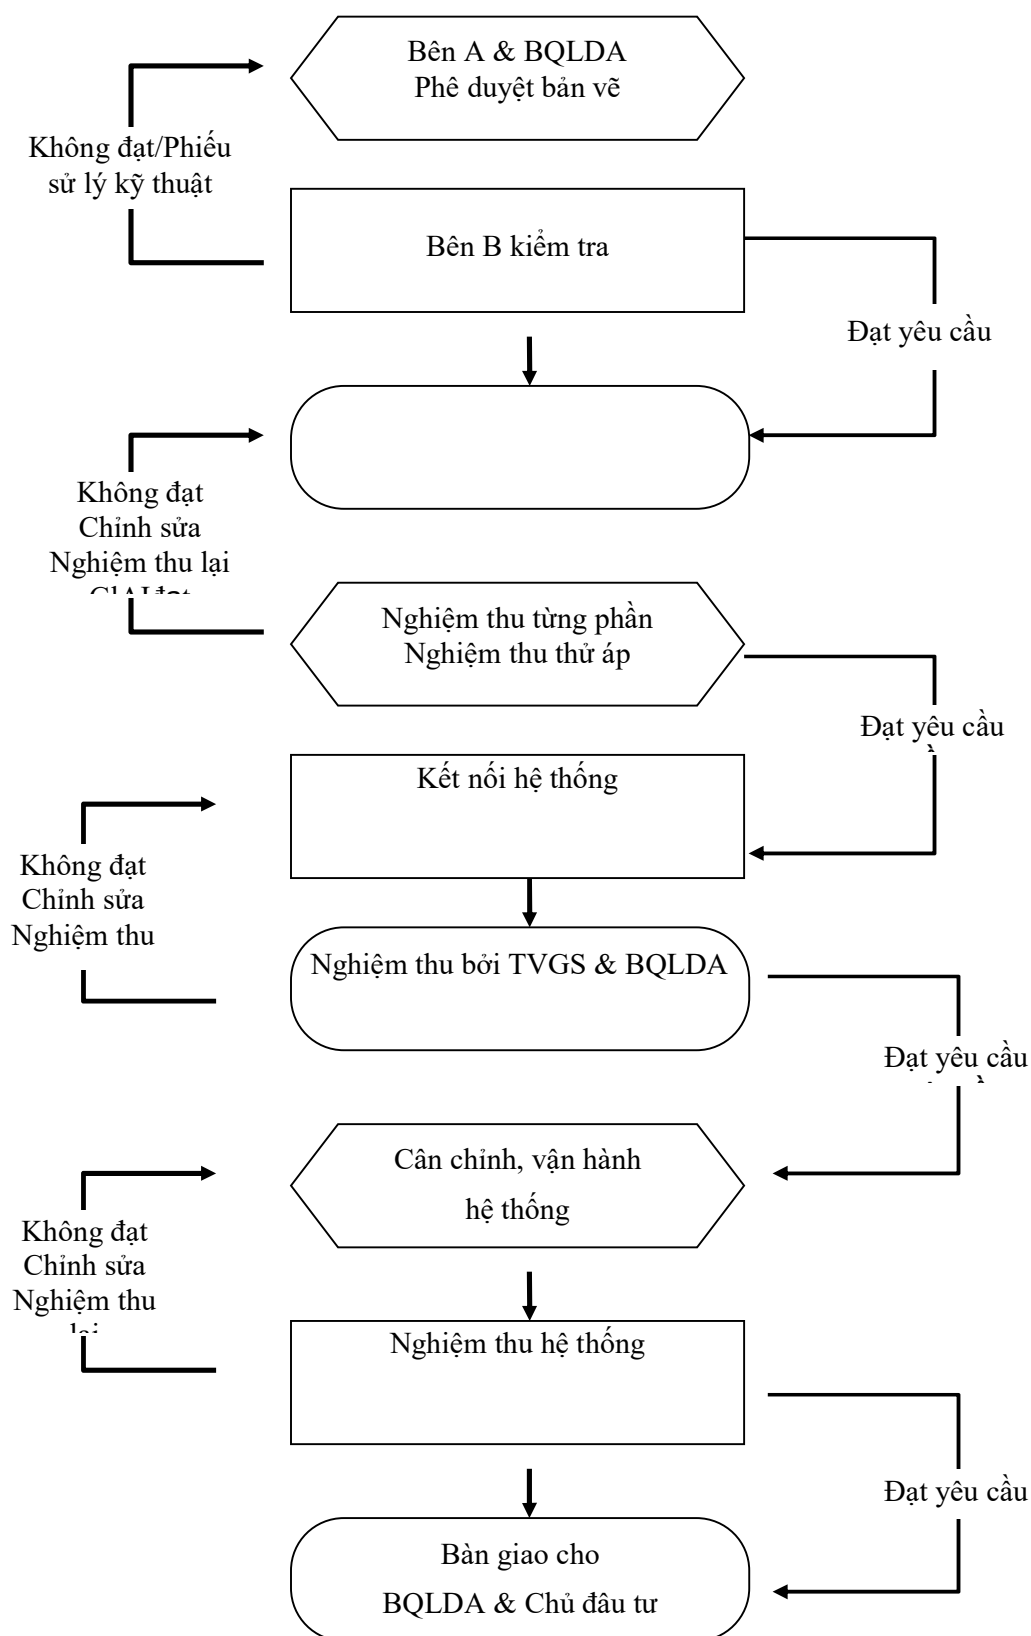 Bên A & BQLDA
Phê duyệt bản vẽ
Không đạt/Phiếu
sử lý kỹ thuật
Bên B kiểm tra
Đạt yêu cầu
Không đạt
Chỉnh sửa
Nghiệm thu lại
Nghiệm thu từng phần
Nghiệm thu thử áp
Đạt yêu cầu
Kết nối hệ thống
Không đạt
Chỉnh sửa
Nghiệm thu
Nghiệm thu bởi TVGS & BQLDA
Đạt yêu cầu
Cân chỉnh, vận hành
hệ thống
Không đạt
Chỉnh sửa
Nghiệm thu
lại
Nghiệm thu hệ thống
Đạt yêu cầu
Bàn giao cho
BQLDA & Chủ đâu tư